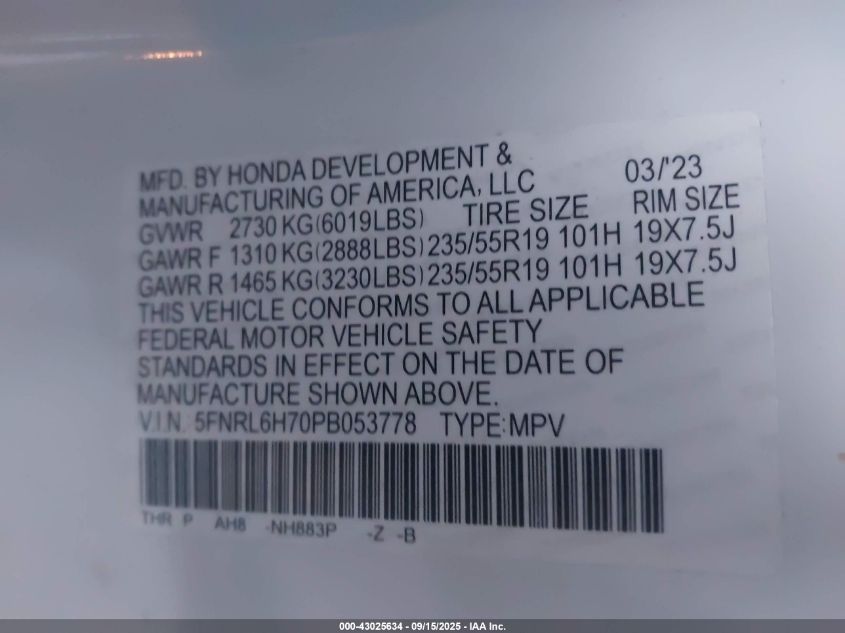 MFD. BY HONDA DEVELOPMENT & 03/'23
MANUFACTURING OF AMERICA, LLC
GVWR 2730 KG(6019LBS) TIRE SIZE RIM SIZE
GAWR F 1310 KG(2888LBS) 235/55R19 101H 19X7.5J
GAWR R 1465 KG(3230LBS) 235/55R19 101H 19X7.5J
THIS VEHICLE CONFORMS TO ALL APPLICABLE
FEDERAL MOTOR VEHICLE SAFETY
STANDARDS IN EFFECT ON THE DATE OF
MANUFACTURE SHOWN ABOVE.
V.I.N: 5FNRL6H70PB053778 TYPE:MPV
THR P AH8 -NH883P -Z -B
000-43025634 - 09/15/2025 - IAA Inc.